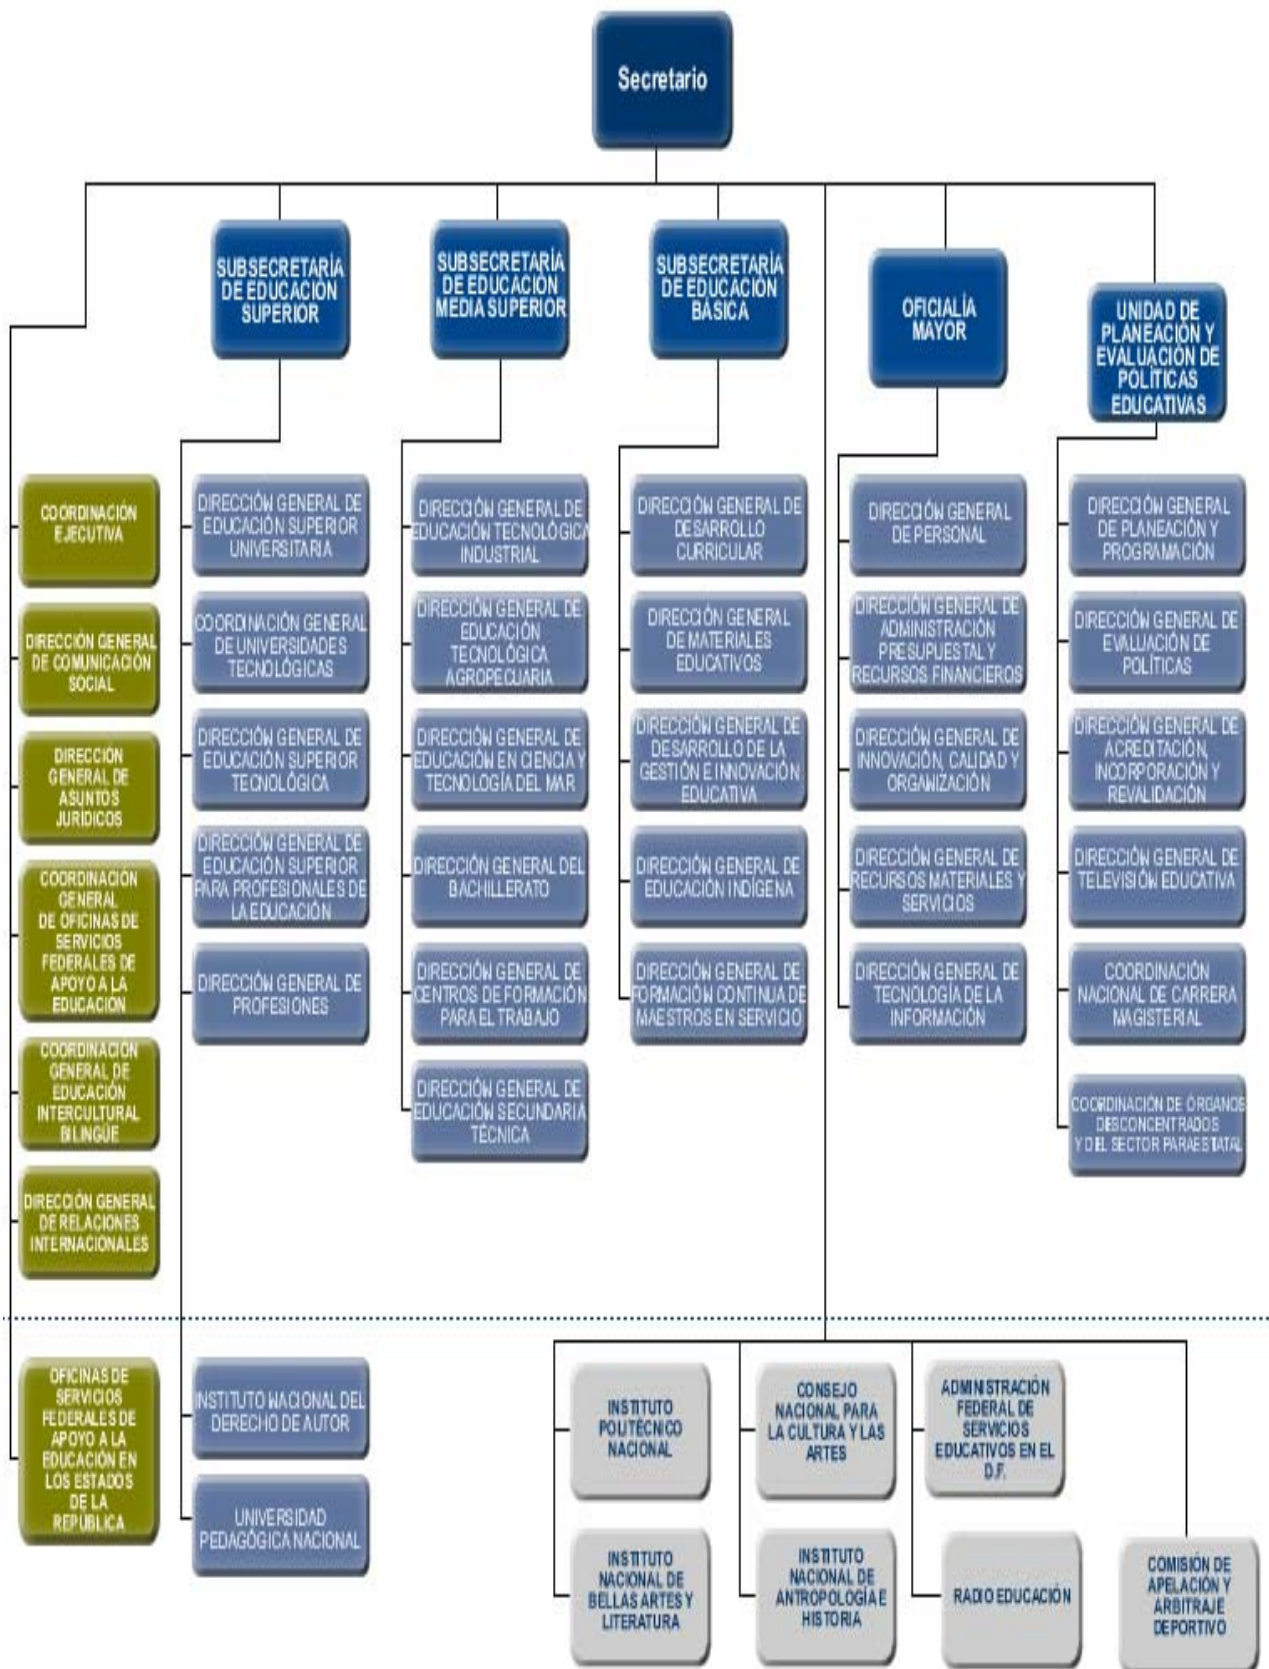 Secretario
SUBSECRETARÍA
DE EDUCACIÓN
SUPERIOR
SUBSECRETARÍA
DE EDUCACIÓN
MEDIA SUPERIOR
SUBSECRETARÍA
DE EDUCACIÓN
BÁSICA
OFICIALÍA
MAYOR
UNIDAD DE
PLANEACIÓN Y
EVALUACIÓN DE
POLÍTICAS
EDUCATIVAS
COORDINACIÓN
EJECUTIVA
DIRECCIÓN GENERAL
DE COMUNICACIÓN
SOCIAL
DIRECCIÓN
GENERAL DE
ASUNTOS
JURÍDICOS
COORDINACIÓN
GENERAL
DE OFICINAS DE
SERVICIOS
FEDERALES DE
APOYO A LA
EDUCACIÓN
COORDINACIÓN
GENERAL DE
EDUCACIÓN
INTERCULTURAL
BILINGÜE
DIRECCIÓN GENERAL
DE RELACIONES
INTERNACIONALES
DIRECCIÓN GENERAL DE
EDUCACIÓN SUPERIOR
UNIVERSITARIA
COORDINACIÓN GENERAL
DE UNIVERSIDADES
TECNOLÓGICAS
DIRECCIÓN GENERAL DE
EDUCACIÓN SUPERIOR
TECNOLÓGICA
DIRECCIÓN GENERAL DE
EDUCACIÓN SUPERIOR
PARA PROFESIONALES DE
LA EDUCACIÓN
DIRECCIÓN GENERAL DE
PROFESIONES
DIRECCIÓN GENERAL DE
EDUCACIÓN TECNOLÓGICA
INDUSTRIAL
DIRECCIÓN GENERAL DE
EDUCACIÓN
TECNOLÓGICA
AGROPECUARIA
DIRECCIÓN GENERAL DE
EDUCACIÓN EN CIENCIA Y
TECNOLOGÍA DEL MAR
DIRECCIÓN GENERAL DEL
BACHILLERATO
DIRECCIÓN GENERAL DE
CENTROS DE FORMACIÓN
PARA EL TRABAJO
DIRECCIÓN GENERAL DE
EDUCACIÓN SECUNDARIA
TÉCNICA
DIRECCIÓN GENERAL DE
DESARROLLO
CURRICULAR
DIRECCIÓN GENERAL
DE MATERIALES
EDUCATIVOS
DIRECCIÓN GENERAL DE
DESARROLLO DE LA
GESTIÓN E INNOVACIÓN
EDUCATIVA
DIRECCIÓN GENERAL DE
EDUCACIÓN INDÍGENA
DIRECCIÓN GENERAL DE
FORMACIÓN CONTINUA DE
MAESTROS EN SERVICIO
DIRECCIÓN GENERAL
DE PERSONAL
DIRECCIÓN GENERAL DE
ADMINISTRACIÓN
PRESUPUESTAL Y
RECURSOS FINANCIEROS
DIRECCIÓN GENERAL DE
INNOVACIÓN, CALIDAD Y
ORGANIZACIÓN
DIRECCIÓN GENERAL DE
RECURSOS MATERIALES Y
SERVICIOS
DIRECCIÓN GENERAL DE
TECNOLOGÍA DE LA
INFORMACIÓN
DIRECCIÓN GENERAL
DE PLANEACIÓN Y
PROGRAMACIÓN
DIRECCIÓN GENERAL DE
EVALUACIÓN DE
POLÍTICAS
DIRECCIÓN GENERAL DE
ACREDITACIÓN,
INCORPORACIÓN Y
REVALIDACIÓN
DIRECCIÓN GENERAL DE
TELEVISIÓN EDUCATIVA
COORDINACIÓN
NACIONAL DE CARRERA
MAGISTERIAL
COORDINACIÓN DE ÓRGANOS
DESCONCENTRADOS
Y DEL SECTOR PARAESTATAL
OFICINAS DE
SERVICIOS
FEDERALES DE
APOYO A LA
EDUCACIÓN EN
LOS ESTADOS
DE LA
REPÚBLICA
INSTITUTO NACIONAL DEL
DERECHO DE AUTOR
UNIVERSIDAD
PEDAGÓGICA NACIONAL
INSTITUTO
POLITÉCNICO
NACIONAL
CONSEJO
NACIONAL PARA
LA CULTURA Y LAS
ARTES
ADMINISTRACIÓN
FEDERAL DE
SERVICIOS
EDUCATIVOS EN EL
D.F.
INSTITUTO
NACIONAL DE
BELLAS ARTES Y
LITERATURA
INSTITUTO
NACIONAL DE
ANTROPOLOGÍA E
HISTORIA
RADIO EDUCACIÓN
COMISIÓN DE
APELACIÓN Y
ARBITRAJE
DEPORTIVO